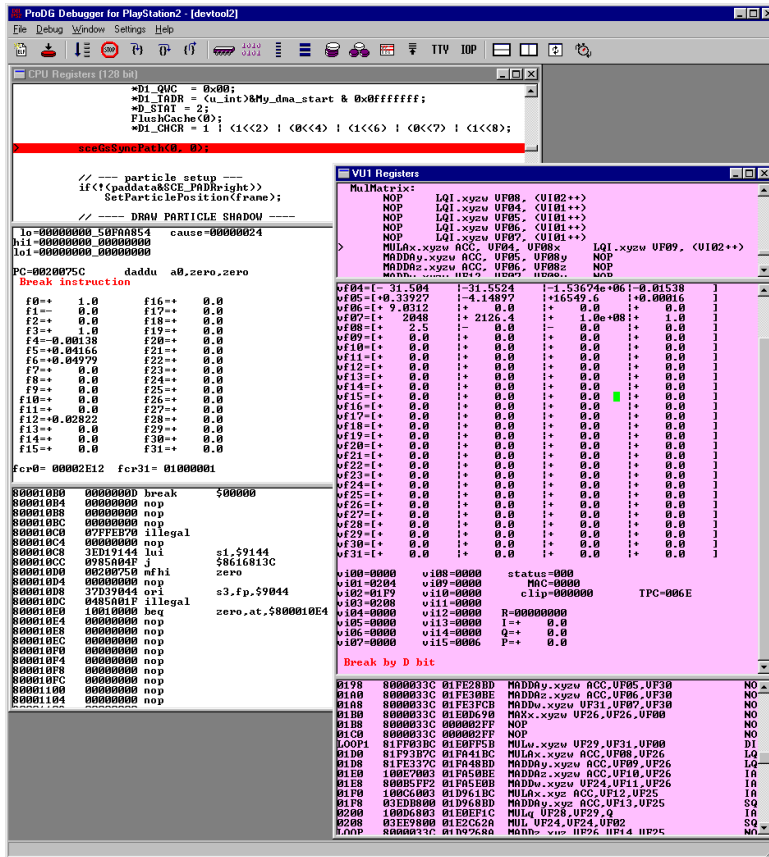 ProDG Debugger for PlayStation2 - [devtool2]
File Debug Window Settings Help
TTY IOP
CPU Registers (128 bit)
*D1_QWC = 0x00;
*D1_TADR = (u_int)&My_dma_start & 0x0fffffff;
*D_STAT = 2;
FlushCache(0);
*D1_CHCR = 1 | (1<<2) | (0<<4) | (1<<6) | (0<<7) | (1<<8);
> sceGsSyncPath(0, 0);
// --- particle setup ---
if(!(paddata&SCE_PADRright))
SetParticlePosition(frame);
// ---- DRAW PARTICLE SHADOW ----
lo=00000000_50FAA854 cause=00000024
hi1=00000000_00000000
lo1=00000000_00000000
PC=0020075C daddu a0,zero,zero
Break instruction
f0=+ 1.0 f16=+ 0.0
f1=- 0.0 f17=+ 0.0
f2=+ 0.0 f18=+ 0.0
f3=+ 1.0 f19=+ 0.0
f4=-0.00138 f20=+ 0.0
f5=+0.04166 f21=+ 0.0
f6=+0.04979 f22=+ 0.0
f7=+ 0.0 f23=+ 0.0
f8=+ 0.0 f24=+ 0.0
f9=+ 0.0 f25=+ 0.0
f10=+ 0.0 f26=+ 0.0
f11=+ 0.0 f27=+ 0.0
f12=+0.02822 f28=+ 0.0
f13=+ 0.0 f29=+ 0.0
f14=+ 0.0 f30=+ 0.0
f15=+ 0.0 f31=+ 0.0
fcr0= 00002E12 fcr31= 01000001
800010B0 0000000D break $00000
800010B4 00000000 nop
800010B8 00000000 nop
800010BC 00000000 nop
800010C0 07FFEB70 illegal
800010C4 00000000 nop
800010C8 3ED19144 lui s1,$9144
800010CC 0985A04F j $8616813C
800010D0 00200750 mfhi zero
800010D4 00000000 nop
800010D8 37D39044 ori s3,fp,$9044
800010DC 0485A01F illegal
800010E0 10010000 beq zero,at,$800010E4
800010E4 00000000 nop
800010E8 00000000 nop
800010EC 00000000 nop
800010F0 00000000 nop
800010F4 00000000 nop
800010F8 00000000 nop
800010FC 00000000 nop
80001100 00000000 nop
80001104 00000000 nop
VU1 Registers
MulMatrix:
NOP LQI.xyzw VF08, (VI02++)
NOP LQI.xyzw VF04, (VI01++)
NOP LQI.xyzw VF05, (VI01++)
NOP LQI.xyzw VF06, (VI01++)
NOP LQI.xyzw VF07, (VI01++)
> MULAx.xyzw ACC, VF04, VF08x LQI.xyzw VF09, (VI02++)
MADDAy.xyzw ACC, VF05, VF08y NOP
MADDAz.xyzw ACC, VF06, VF08z NOP
vf04=[- 31.504 |-31.5524 |-1.53674e+06|-0.01538 ]
vf05=[+0.33927 |-4.14897 |+16549.6 |+0.00016 ]
vf06=[+ 9.0312 |+ 0.0 |+ 0.0 |+ 0.0 ]
vf07=[+ 2048 |+ 2126.4 |+ 1.0e+08|+ 1.0 ]
vf08=[+ 2.5 |- 0.0 |- 0.0 |+ 0.0 ]
vf09=[+ 0.0 |+ 0.0 |+ 0.0 |+ 0.0 ]
vf10=[+ 0.0 |+ 0.0 |+ 0.0 |+ 0.0 ]
vf11=[+ 0.0 |+ 0.0 |+ 0.0 |+ 0.0 ]
vf12=[+ 0.0 |+ 0.0 |+ 0.0 |+ 0.0 ]
vf13=[+ 0.0 |+ 0.0 |+ 0.0 |+ 0.0 ]
vf14=[+ 0.0 |+ 0.0 |+ 0.0 |+ 0.0 ]
vf15=[+ 0.0 |+ 0.0 |+ 0.0 |+ 0.0 ]
vf16=[+ 0.0 |+ 0.0 |+ 0.0 |+ 0.0 ]
vf17=[+ 0.0 |+ 0.0 |+ 0.0 |+ 0.0 ]
vf18=[+ 0.0 |+ 0.0 |+ 0.0 |+ 0.0 ]
vf19=[+ 0.0 |+ 0.0 |+ 0.0 |+ 0.0 ]
vf20=[+ 0.0 |+ 0.0 |+ 0.0 |+ 0.0 ]
vf21=[+ 0.0 |+ 0.0 |+ 0.0 |+ 0.0 ]
vf22=[+ 0.0 |+ 0.0 |+ 0.0 |+ 0.0 ]
vf23=[+ 0.0 |+ 0.0 |+ 0.0 |+ 0.0 ]
vf24=[+ 0.0 |+ 0.0 |+ 0.0 |+ 0.0 ]
vf25=[+ 0.0 |+ 0.0 |+ 0.0 |+ 0.0 ]
vf26=[+ 0.0 |+ 0.0 |+ 0.0 |+ 0.0 ]
vf27=[+ 0.0 |+ 0.0 |+ 0.0 |+ 0.0 ]
vf28=[+ 0.0 |+ 0.0 |+ 0.0 |+ 0.0 ]
vf29=[+ 0.0 |+ 0.0 |+ 0.0 |+ 0.0 ]
vf30=[+ 0.0 |+ 0.0 |+ 0.0 |+ 0.0 ]
vf31=[+ 0.0 |+ 0.0 |+ 0.0 |+ 0.0 ]
vi00=0000 vi08=0000 status=000
vi01=0204 vi09=0000 MAC=0000
vi02=01F9 vi10=0000 clip=000000 TPC=006E
vi03=0208 vi11=0000
vi04=0000 vi12=0000 R=00000000
vi05=0000 vi13=0000 I=+ 0.0
vi06=0000 vi14=0000 Q=+ 0.0
vi07=0000 vi15=0006 P=+ 0.0
Break by D bit
0198 8000033C 01FE28BD MADDAy.xyzw ACC,VF05,VF30 NO
01A0 8000033C 01FE30BE MADDAz.xyzw ACC,VF06,VF30 NO
01A8 8000033C 01FE3FCB MADDw.xyzw VF31,VF07,VF30 NO
01B0 8000033C 01E0D690 MAXx.xyzw VF26,VF26,VF00 NO
01B8 8000033C 000002FF NOP NO
01C0 8000033C 000002FF NOP NO
LOOP1 81FF03BC 01E0FF5B MULw.xyzw VF29,VF31,VF00 DI
01D0 81F93B7C 01FA41BC MULAx.xyzw ACC,VF08,VF26 LQ
01D8 81FE337C 01FA48BD MADDAy.xyzw ACC,VF09,VF26 LQ
01E0 100E7003 01FA50BE MADDAz.xyzw ACC,VF10,VF26 IA
01E8 800B5FF2 01FA5E0B MADDw.xyzw VF24,VF11,VF26 IA
01F0 100C6003 01D961BC MULAx.xyz ACC,VF12,VF25 IA
01F8 03EDB800 01D968BD MADDAy.xyz ACC,VF13,VF25 SQ
0200 100D6803 01E0EF1C MULq VF28,VF29,Q IA
0208 03EE9800 01E2C62A MUL VF24,VF24,VF02 SQ
LOOP 8000033C 01D9768A MADDz.xyz VF26,VF14,VF25 NO